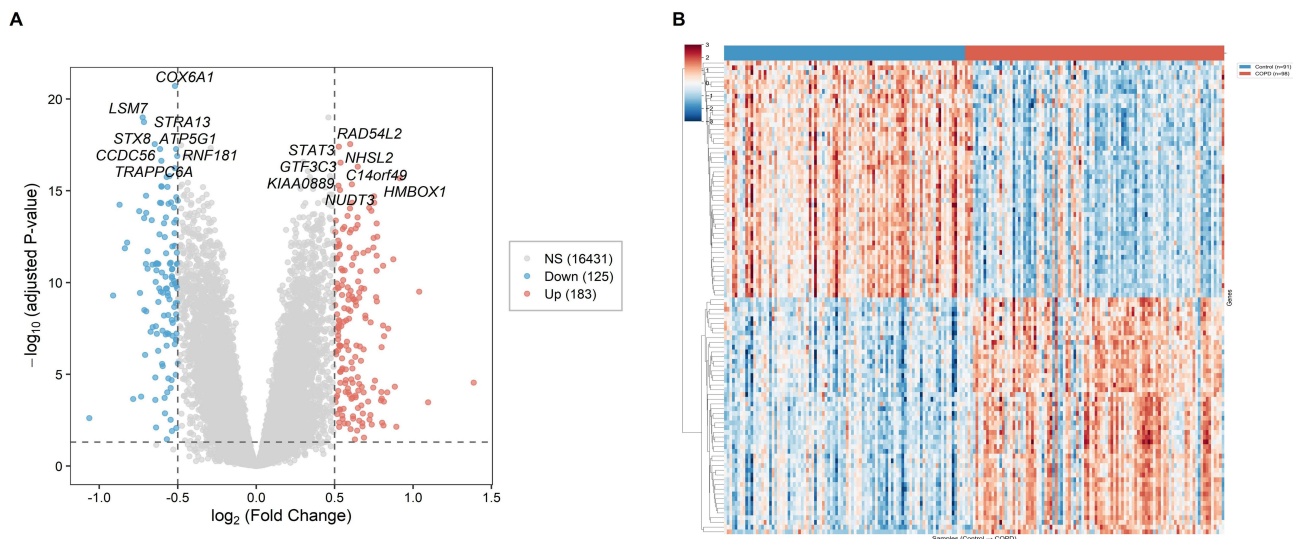 A
B
COX6A1
LSM7
STRA13
STX8
ATP5G1
CCDC56
RNF181
TRAPPC6A
STAT3
RAD54L2
GTF3C3
NHSL2
KIAA0889
C14orf49
NUDT3
HMBOX1
20
15
10
5
0
−log10 (adjusted P-value)
-1.0
-0.5
0.0
0.5
1.0
1.5
log2 (Fold Change)
NS (16431)
Down (125)
Up (183)
3
2
1
0
Control (n=91)
COPD (n=98)
Genes
Samples (Control → COPD)